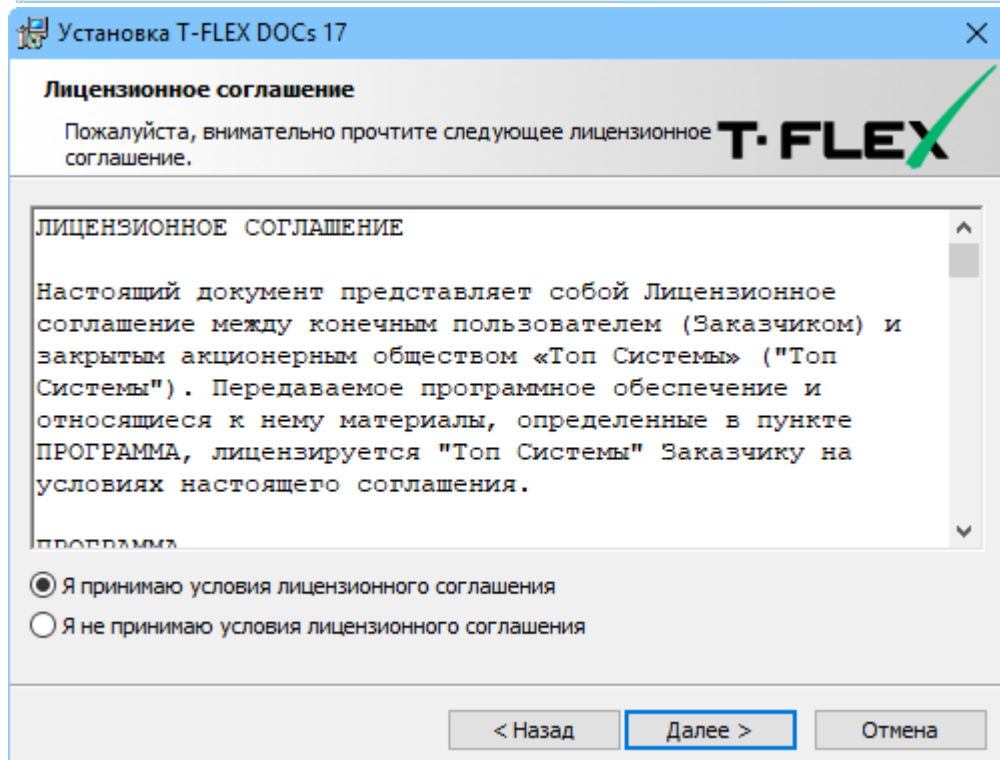 Установка T-FLEX DOCs 17
Лицензионное соглашение
Пожалуйста, внимательно прочтите следующее лицензионное
соглашение.
T-FLEX
ЛИЦЕНЗИОННОЕ СОГЛАШЕНИЕ
Настоящий документ представляет собой Лицензионное
соглашение между конечным пользователем (Заказчиком) и
закрытым акционерным обществом «Топ Системы» ("Топ
Системы"). Передаваемое программное обеспечение и
относящиеся к нему материалы, определенные в пункте
ПРОГРАММА, лицензируется "Топ Системы" Заказчику на
условиях настоящего соглашения.
ПРОГРАММА
Я принимаю условия лицензионного соглашения
Я не принимаю условия лицензионного соглашения
< Назад
Далее >
Отмена